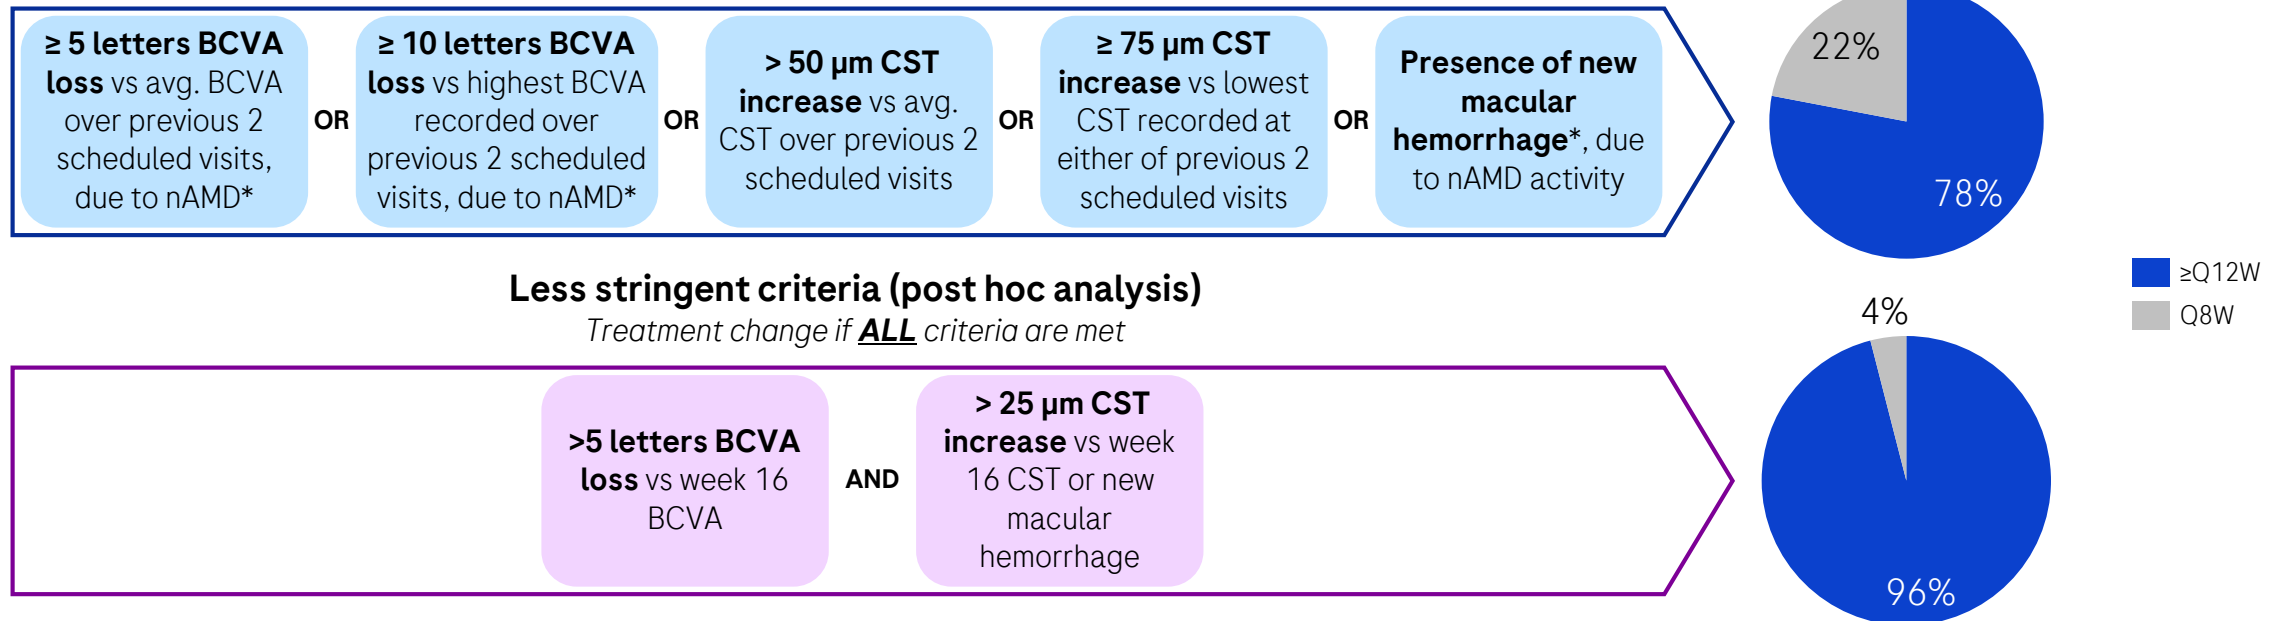 ≥ 5 letters BCVA
loss vs avg. BCVA
over previous 2
scheduled visits,
due to nAMD*
OR
≥ 10 letters BCVA
loss vs highest BCVA
recorded over
previous 2 scheduled
visits, due to nAMD*
OR
> 50 µm CST
increase vs avg.
CST over previous 2
scheduled visits
OR
≥ 75 µm CST
increase vs lowest
CST recorded at
either of previous 2
scheduled visits
OR
Presence of new
macular
hemorrhage*, due
to nAMD activity
22%
78%
≥Q12W
Q8W
Less stringent criteria (post hoc analysis)
Treatment change if ALL criteria are met
>5 letters BCVA
loss vs week 16
BCVA
AND
> 25 µm CST
increase vs week
16 CST or new
macular
hemorrhage
4%
96%